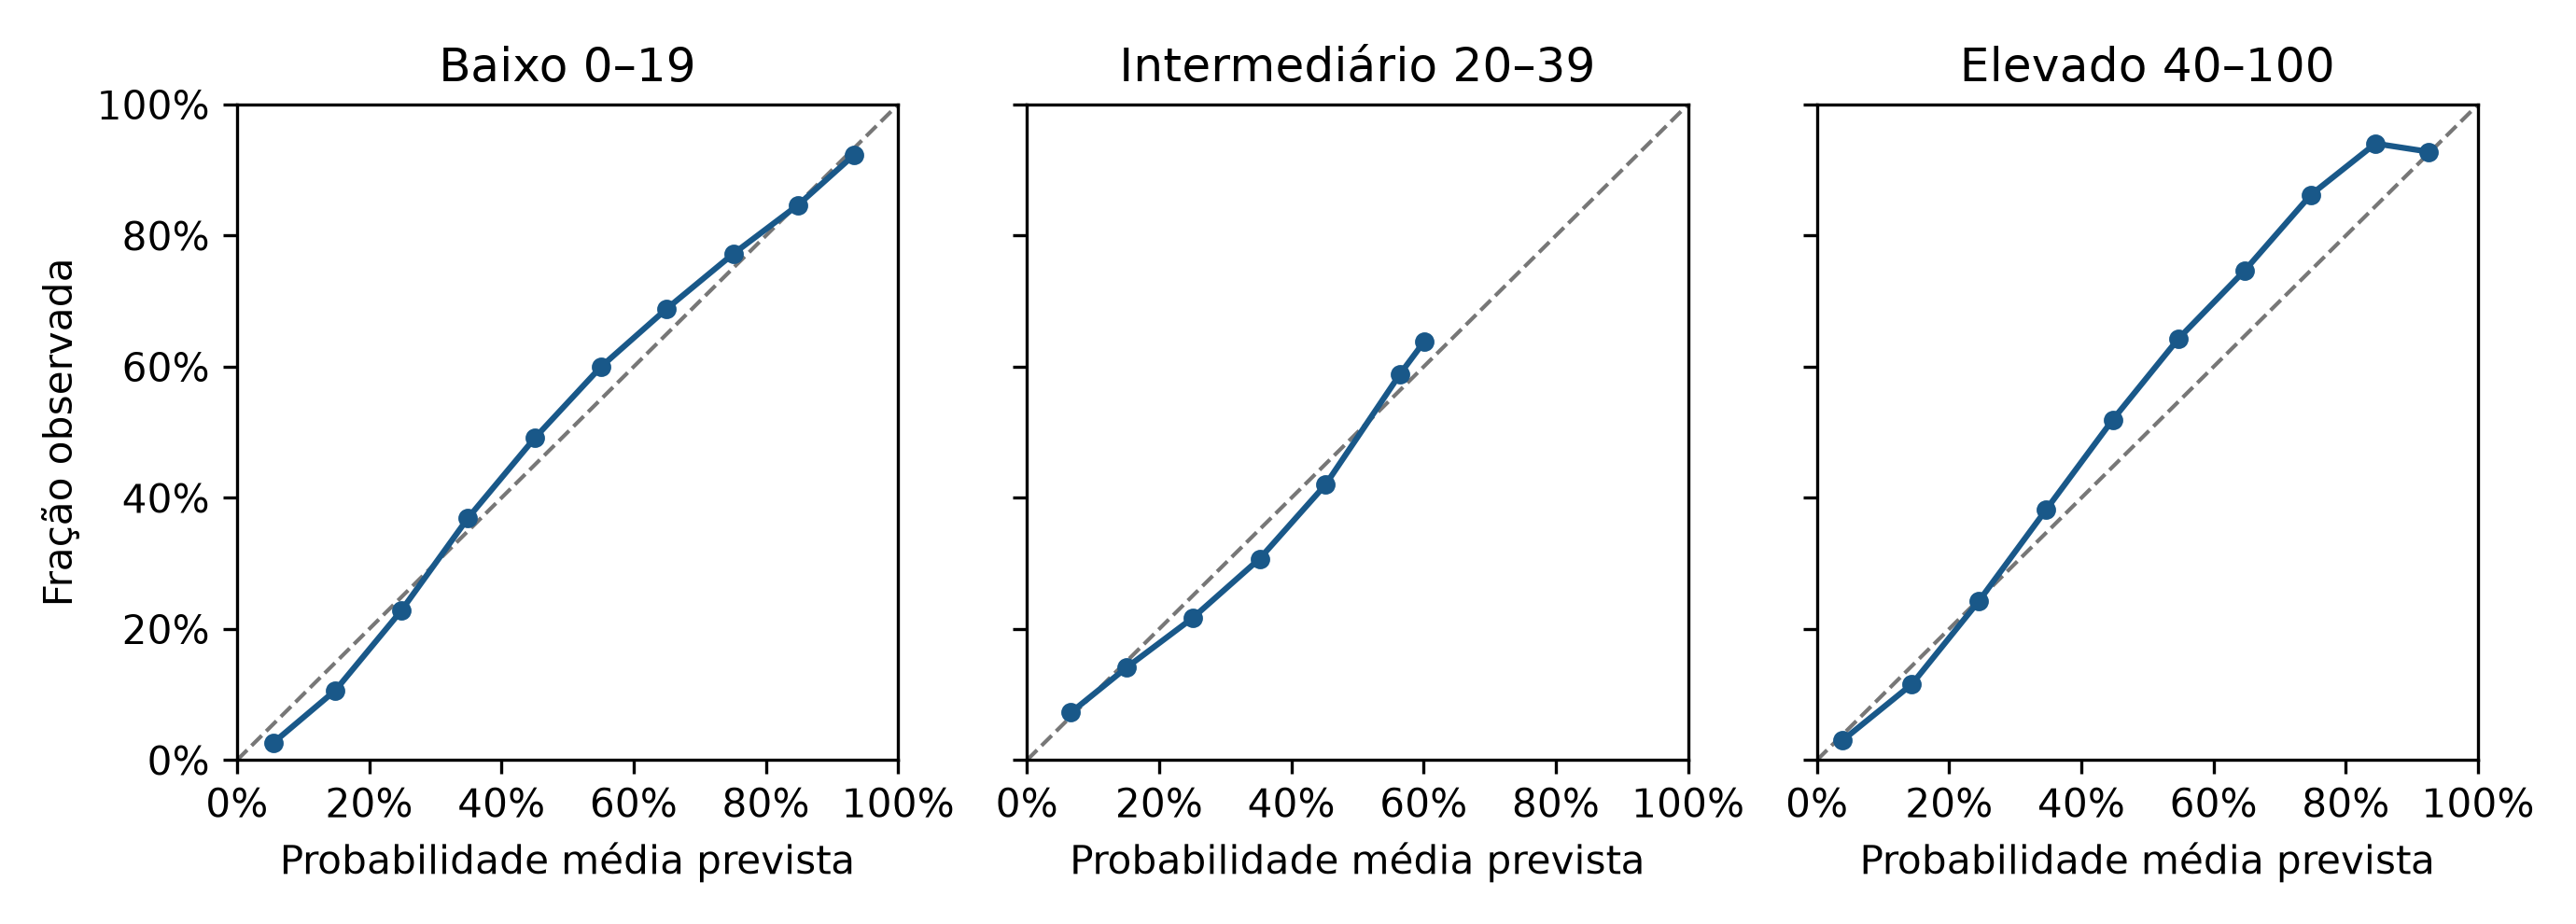 Baixo 0–19
Intermediário 20–39
Elevado 40–100
Fração observada
100%
80%
60%
40%
20%
0%
0% 20% 40% 60% 80% 100%
0% 20% 40% 60% 80% 100%
0% 20% 40% 60% 80% 100%
Probabilidade média prevista
Probabilidade média prevista
Probabilidade média prevista